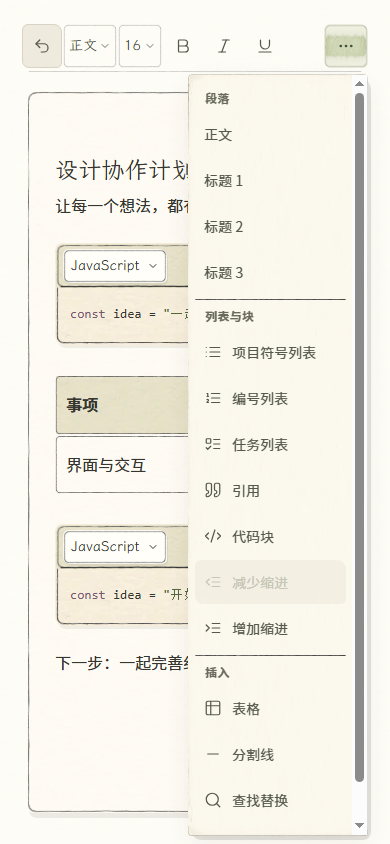 正文
16
B
I
U
段落
正文
标题 1
标题 2
标题 3
列表与块
项目符号列表
编号列表
任务列表
引用
代码块
减少缩进
增加缩进
插入
表格
分割线
查找替换
设计协作计划
让每一个想法，都
JavaScript
const idea = "一
事项
界面与交互
JavaScript
const idea = "开
下一步：一起完善